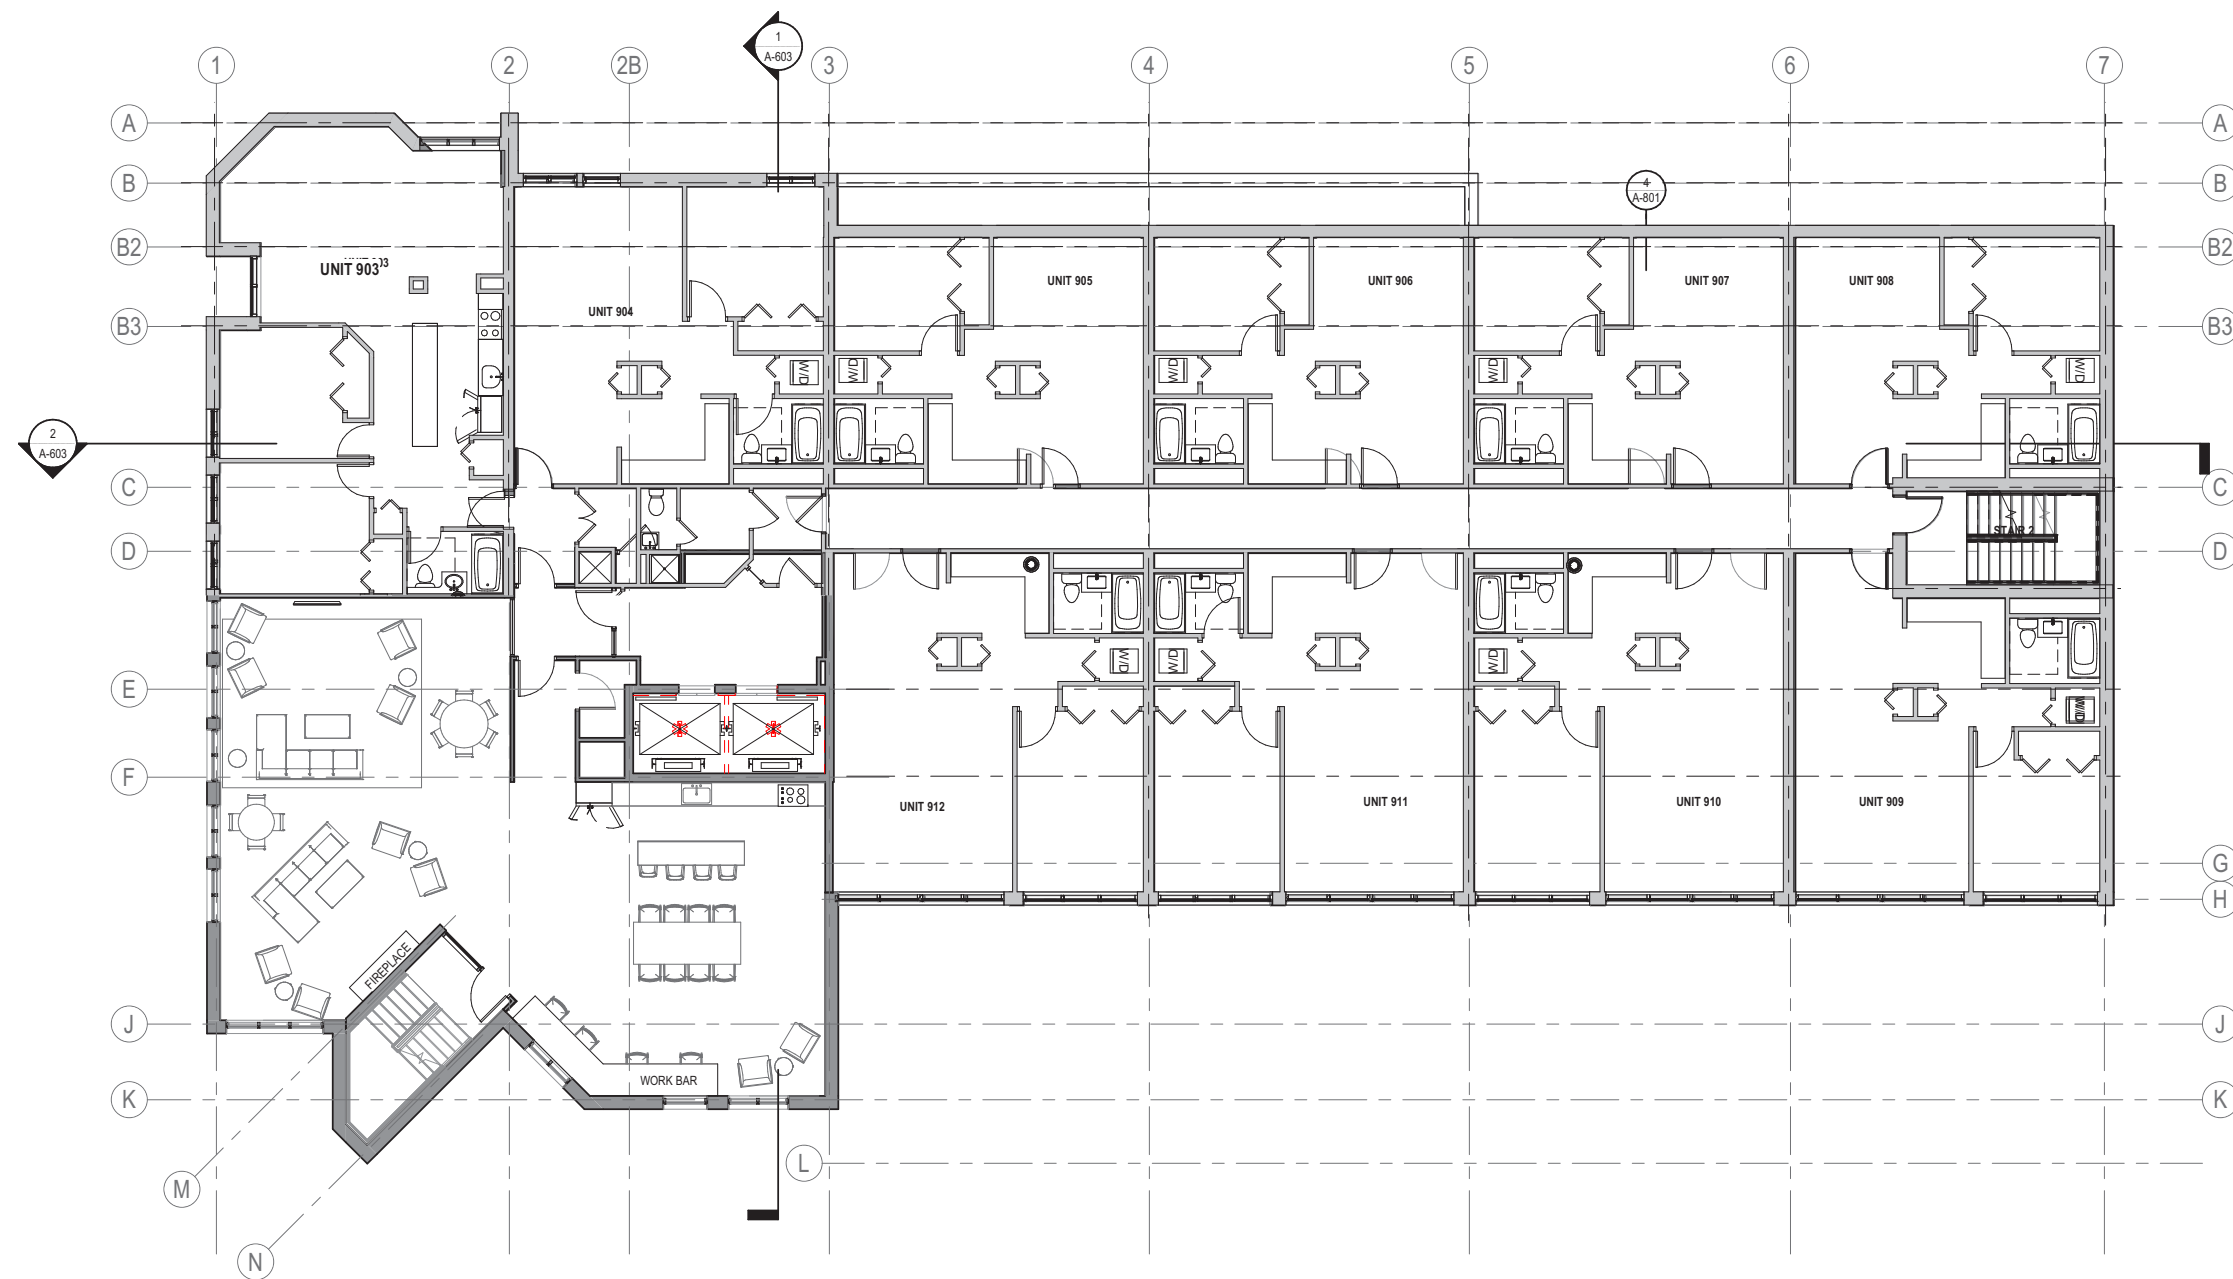 1
A-603
1
2
2B
3
4
5
6
7
A
A
B
B
4
A-801
B2
B2
UNIT 903
UNIT 905
UNIT 906
UNIT 907
UNIT 908
UNIT 904
B3
B3
W/D
W/D
W/D
W/D
W/D
2
A-603
C
C
STAIR 2
D
D
W/D
W/D
W/D
E
W/D
F
UNIT 912
UNIT 911
UNIT 910
UNIT 909
G
H
FIREPLACE
J
J
WORK BAR
K
K
L
M
N